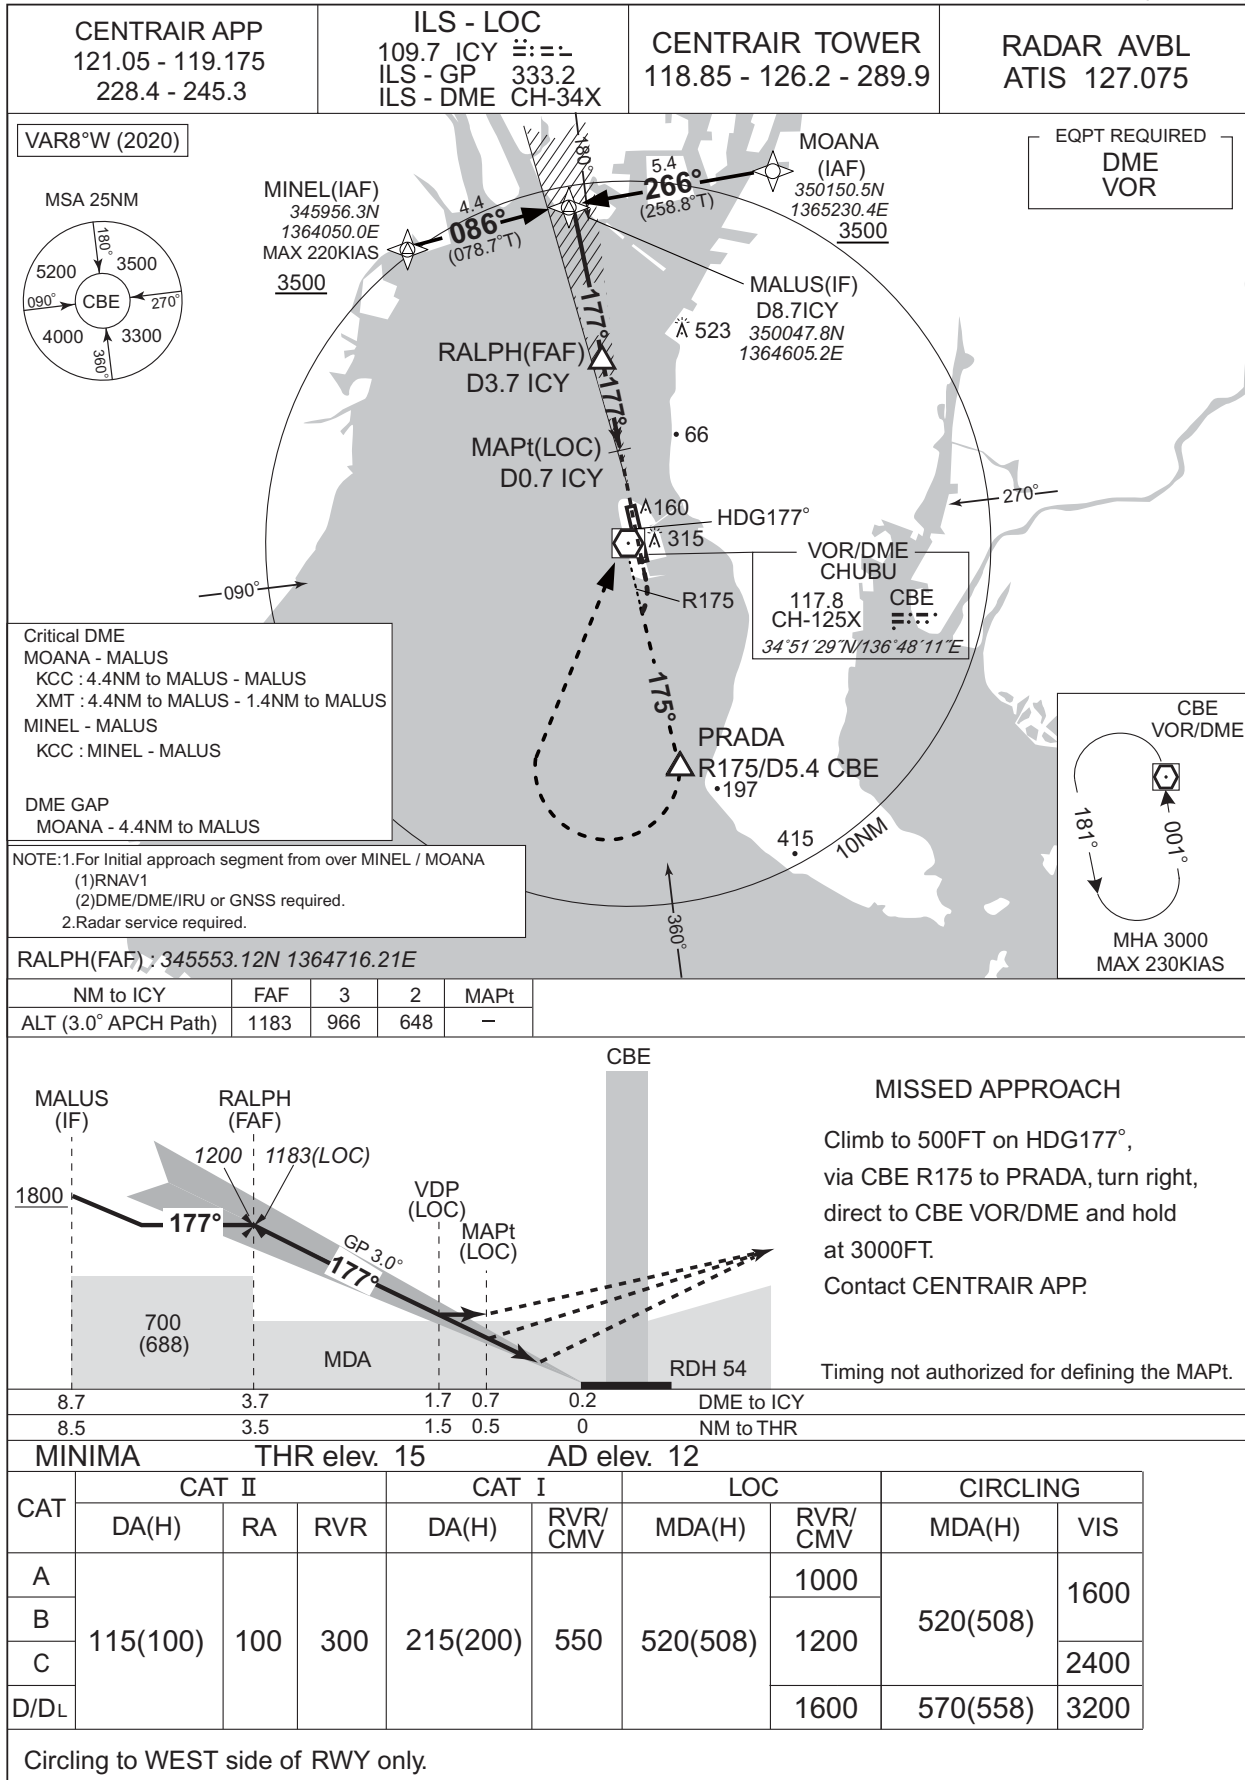 CENTRAIR APP
121.05 - 119.175
228.4 - 245.3
ILS - LOC
109.7 ICY
ILS - GP 333.2
ILS - DME CH-34X
CENTRAIR TOWER
118.85 - 126.2 - 289.9
RADAR AVBL
ATIS 127.075
VAR8°W (2020)
MSA 25NM
180°
5200
3500
090°
CBE
270°
4000
3300
360°
EQPT REQUIRED
DME
VOR
180°
MOANA
(IAF)
350150.5N
1365230.4E
3500
5.4
266°
(258.8°T)
MINEL(IAF)
345956.3N
1364050.0E
MAX 220KIAS
3500
4.4
086°
(078.7°T)
MALUS(IF)
D8.7ICY
350047.8N
1364605.2E
177°
523
RALPH(FAF)
D3.7 ICY
177°
66
MAPt(LOC)
D0.7 ICY
160
HDG177°
315
270°
VOR/DME
CHUBU
117.8 CBE
CH-125X
34°51´29˝N/136°48´11˝E
090°
R175
175°
PRADA
R175/D5.4 CBE
197
415
10NM
360°
Critical DME
MOANA - MALUS
KCC : 4.4NM to MALUS - MALUS
XMT : 4.4NM to MALUS - 1.4NM to MALUS
MINEL - MALUS
KCC : MINEL - MALUS
DME GAP
MOANA - 4.4NM to MALUS
NOTE:1.For Initial approach segment from over MINEL / MOANA
(1)RNAV1
(2)DME/DME/IRU or GNSS required.
2.Radar service required.
RALPH(FAF) : 345553.12N 1364716.21E
CBE
VOR/DME
181°
001°
MHA 3000
MAX 230KIAS
NM to ICY FAF 3 2 MAPt
ALT (3.0° APCH Path) 1183 966 648 –
CBE
MALUS
(IF)
RALPH
(FAF)
1200 1183(LOC)
1800
177°
GP 3.0°
177°
VDP
(LOC)
MAPt
(LOC)
700
(688)
MDA
RDH 54
MISSED APPROACH
Climb to 500FT on HDG177°,
via CBE R175 to PRADA, turn right,
direct to CBE VOR/DME and hold
at 3000FT.
Contact CENTRAIR APP.
Timing not authorized for defining the MAPt.
8.7 3.7 1.7 0.7 0.2 DME to ICY
8.5 3.5 1.5 0.5 0 NM to THR
MINIMA THR elev. 15 AD elev. 12
CAT CAT II CAT I LOC CIRCLING
DA(H) RA RVR DA(H) RVR/CMV MDA(H) RVR/CMV MDA(H) VIS
A 1000 1600
B 115(100) 100 300 215(200) 550 520(508) 1200 520(508)
C 2400
D/DL 1600 570(558) 3200
Circling to WEST side of RWY only.